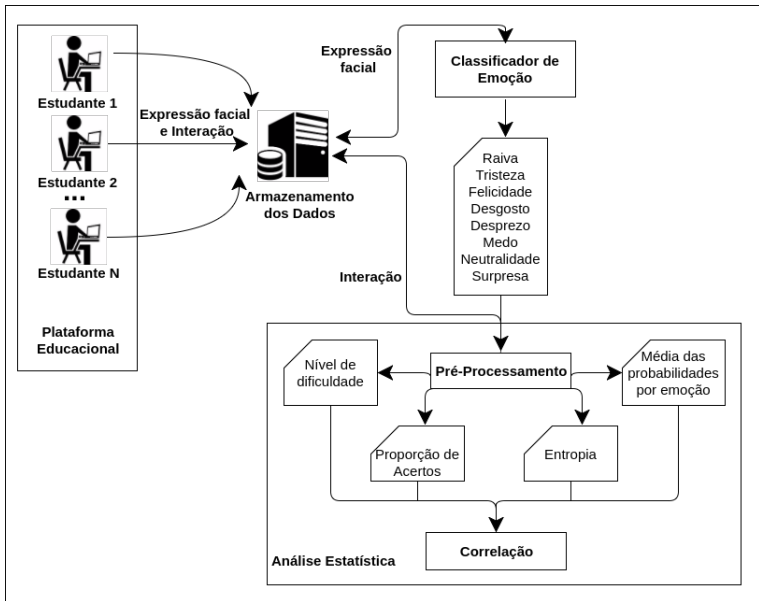 Estudante 1
Estudante 2
...
Estudante N
Plataforma
Educacional
Expressão facial
e Interação
Armazenamento
dos Dados
Expressão
facial
Classificador de
Emoção
Raiva
Tristeza
Felicidade
Desgosto
Desprezo
Medo
Neutralidade
Surpresa
Interação
Pré-Processamento
Nível de
dificuldade
Média das
probabilidades
por emoção
Proporção de
Acertos
Entropia
Correlação
Análise Estatística